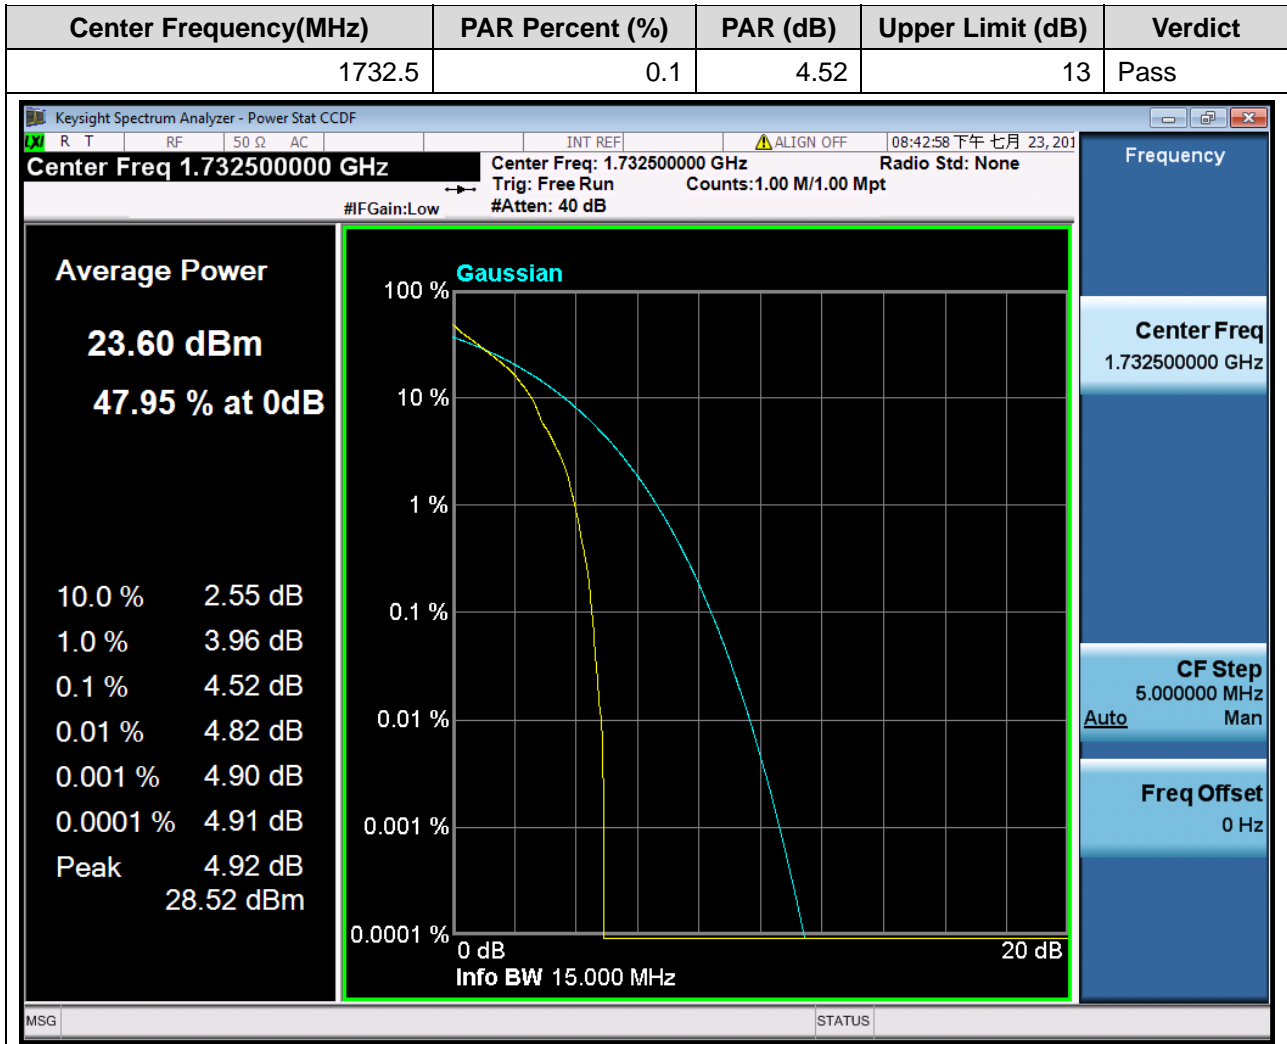 Center Frequency(MHz) PAR Percent (%) PAR (dB) Upper Limit (dB) Verdict
1732.5 0.1 4.52 13 Pass
Keysight Spectrum Analyzer - Power Stat CCDF
LXI R T RF 50 Ω AC INT REF ALIGN OFF 08:42:58 下午 七月 23, 201
Center Freq 1.732500000 GHz
Center Freq: 1.732500000 GHz Radio Std: None
Trig: Free Run Counts:1.00 M/1.00 Mpt
#IFGain:Low #Atten: 40 dB
Frequency
Center Freq
1.732500000 GHz
CF Step
5.000000 MHz
Auto Man
Freq Offset
0 Hz
Average Power
23.60 dBm
47.95 % at 0dB
10.0 % 2.55 dB
1.0 % 3.96 dB
0.1 % 4.52 dB
0.01 % 4.82 dB
0.001 % 4.90 dB
0.0001 % 4.91 dB
Peak 4.92 dB
28.52 dBm
Gaussian
100 %
10 %
1 %
0.1 %
0.01 %
0.001 %
0.0001 %
0 dB 20 dB
Info BW 15.000 MHz
MSG STATUS